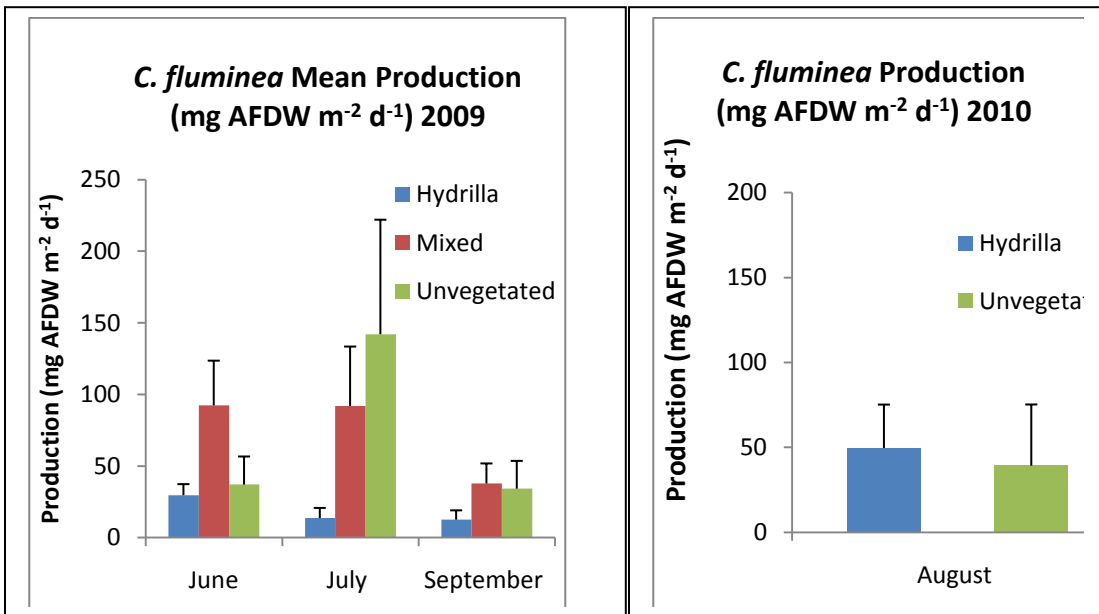 C. fluminea Mean Production
(mg AFDW m⁻² d⁻¹) 2009
Production (mg AFDW m⁻² d⁻¹)
250
200
150
100
50
0
Hydrilla
Mixed
Unvegetated
June July September
C. fluminea Production
(mg AFDW m⁻² d⁻¹) 2010
Production (mg AFDW m⁻² d⁻¹)
200
150
100
50
0
Hydrilla
Unvegetat
August